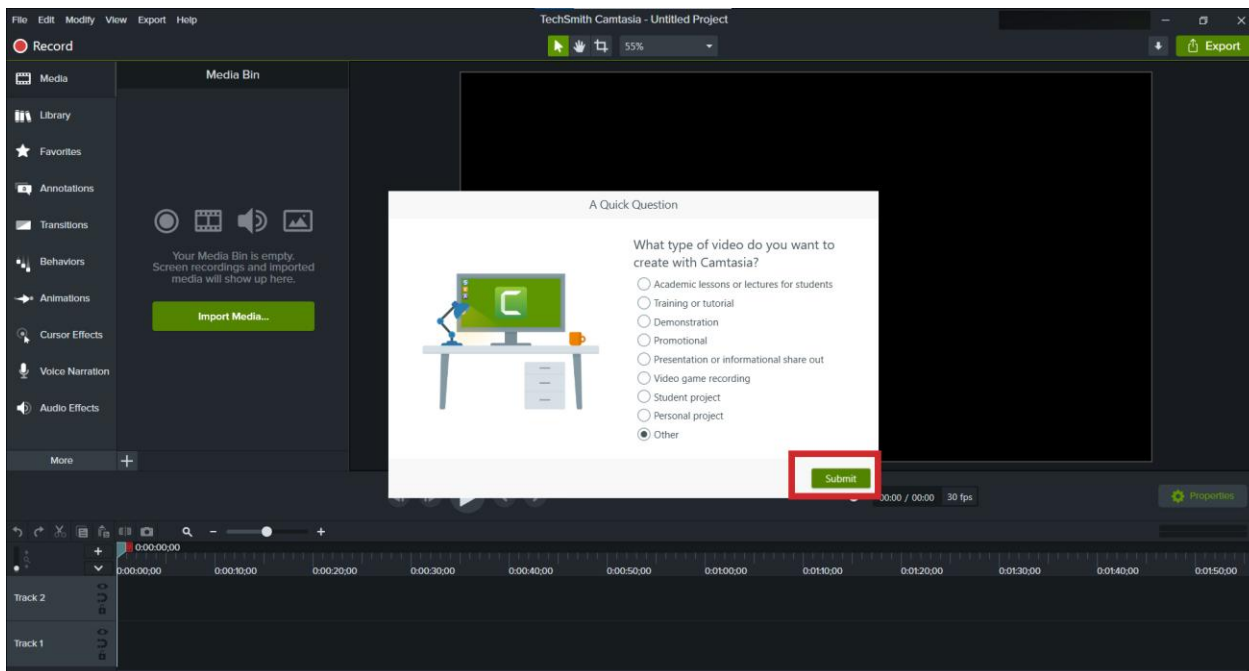 File Edit Modify View Export Help
TechSmith Camtasia - Untitled Project
Record
55%
Export
Media
Library
Favorites
Annotations
Transitions
Behaviors
Animations
Cursor Effects
Voice Narration
Audio Effects
More
Media Bin
Your Media Bin is empty.
Screen recordings and imported
media will show up here.
Import Media...
A Quick Question
What type of video do you want to
create with Camtasia?
Academic lessons or lectures for students
Training or tutorial
Demonstration
Promotional
Presentation or informational share out
Video game recording
Student project
Personal project
Other
Submit
00:00 / 00:00 30 fps
Properties
0:00:00;00
0:00:00;00 0:00:10;00 0:00:20;00 0:00:30;00 0:00:40;00 0:00:50;00 0:01:00;00 0:01:10;00 0:01:20;00 0:01:30;00 0:01:40;00 0:01:50;00
Track 2
Track 1